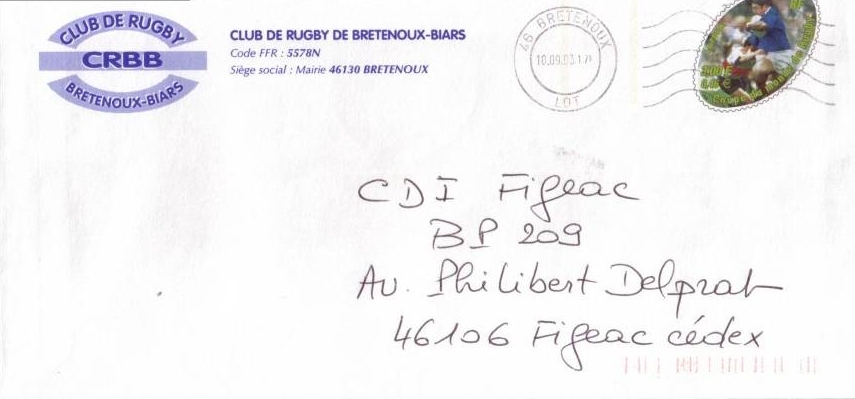 CLUB DE RUGBY
CRBB
BRETENOUX-BIARS
CLUB DE RUGBY DE BRETENOUX-BIARS
Code FFR : 5578N
Siège social : Mairie 46130 BRETENOUX
46 BRETENOUX
LOT
CDI Figeac
BP 209
Av. Philibert Delprat
46106 Figeac cédex